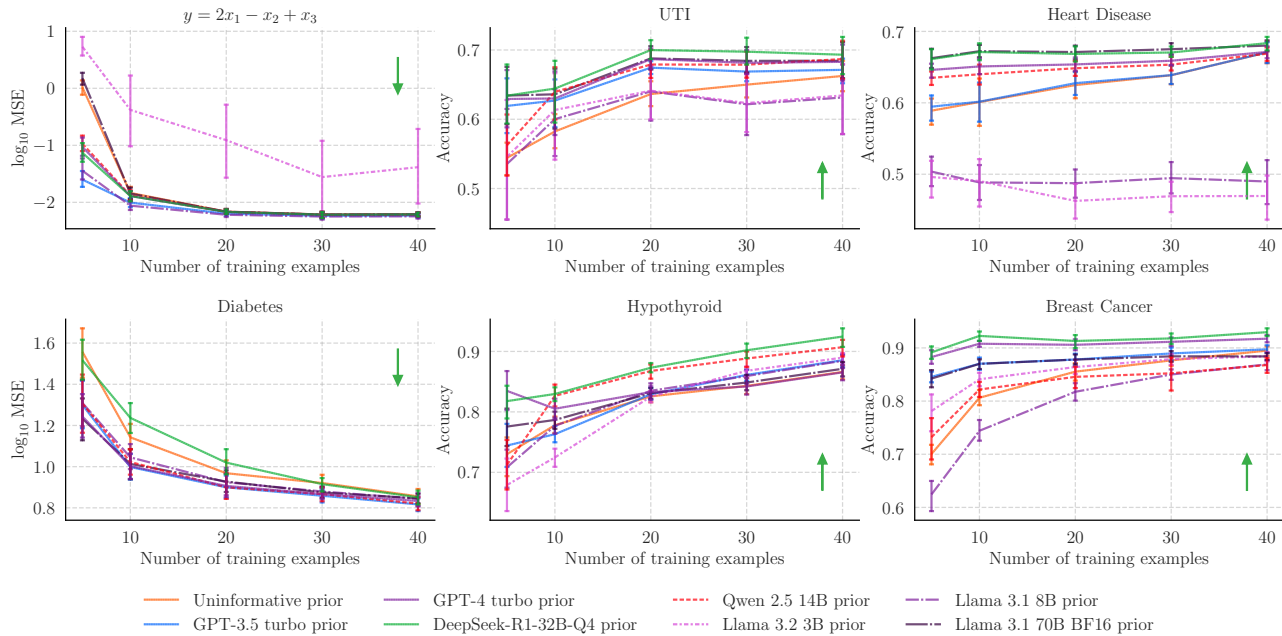 y = 2x₁ − x₂ + x₃
UTI
Heart Disease
log₁₀ MSE
1
0
−1
−2
10
20
30
40
Number of training examples
Accuracy
0.7
0.6
0.5
10
20
30
40
Number of training examples
Accuracy
0.7
0.6
0.5
10
20
30
40
Number of training examples
Diabetes
Hypothyroid
Breast Cancer
log₁₀ MSE
1.6
1.4
1.2
1.0
0.8
10
20
30
40
Number of training examples
Accuracy
0.9
0.8
0.7
10
20
30
40
Number of training examples
Accuracy
0.9
0.8
0.7
0.6
10
20
30
40
Number of training examples
Uninformative prior
GPT-4 turbo prior
Qwen 2.5 14B prior
Llama 3.1 8B prior
GPT-3.5 turbo prior
DeepSeek-R1-32B-Q4 prior
Llama 3.2 3B prior
Llama 3.1 70B BF16 prior